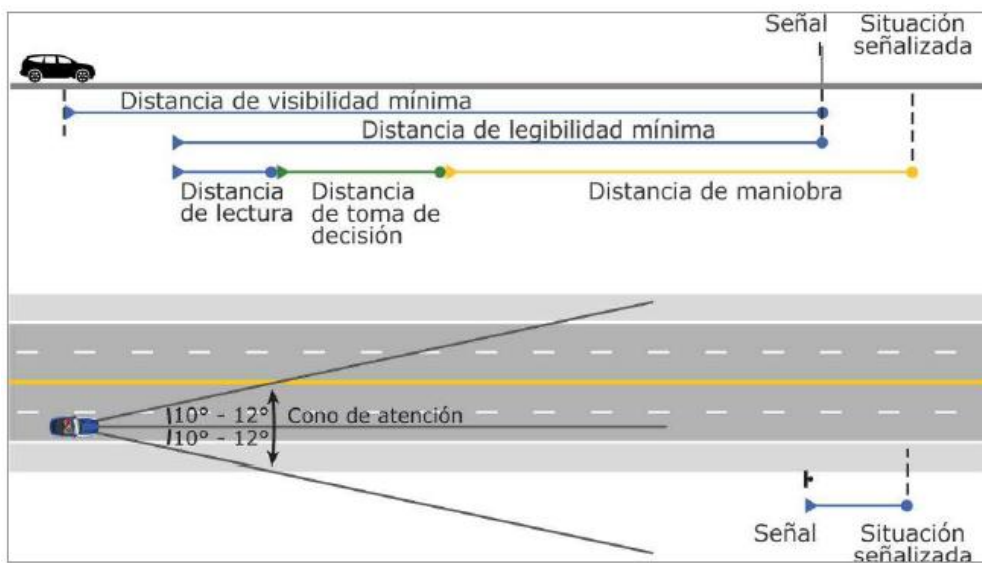 Señal
Situación
señalizada
Distancia de visibilidad mínima
Distancia de legibilidad mínima
Distancia
de lectura
Distancia
de toma de
decisión
Distancia de maniobra
10° - 12°
Cono de atención
10° - 12°
Señal
Situación
señalizada